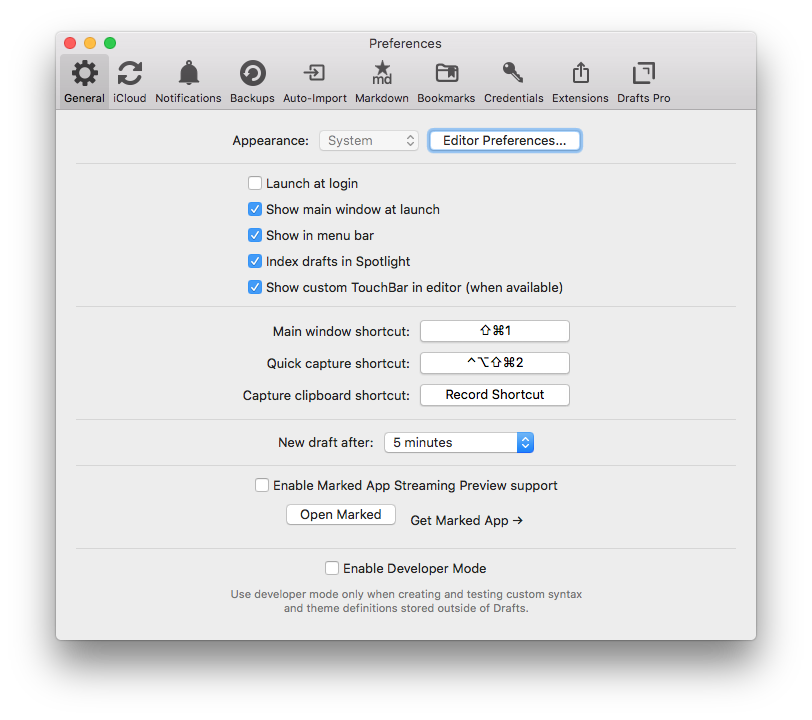 Preferences
General iCloud Notifications Backups Auto-Import Markdown Bookmarks Credentials Extensions Drafts Pro
Appearance: System Editor Preferences...
Launch at login
Show main window at launch
Show in menu bar
Index drafts in Spotlight
Show custom TouchBar in editor (when available)
Main window shortcut: ⇧⌘1
Quick capture shortcut: ^⌥⇧⌘2
Capture clipboard shortcut: Record Shortcut
New draft after: 5 minutes
Enable Marked App Streaming Preview support
Open Marked Get Marked App →
Enable Developer Mode
Use developer mode only when creating and testing custom syntax
and theme definitions stored outside of Drafts.